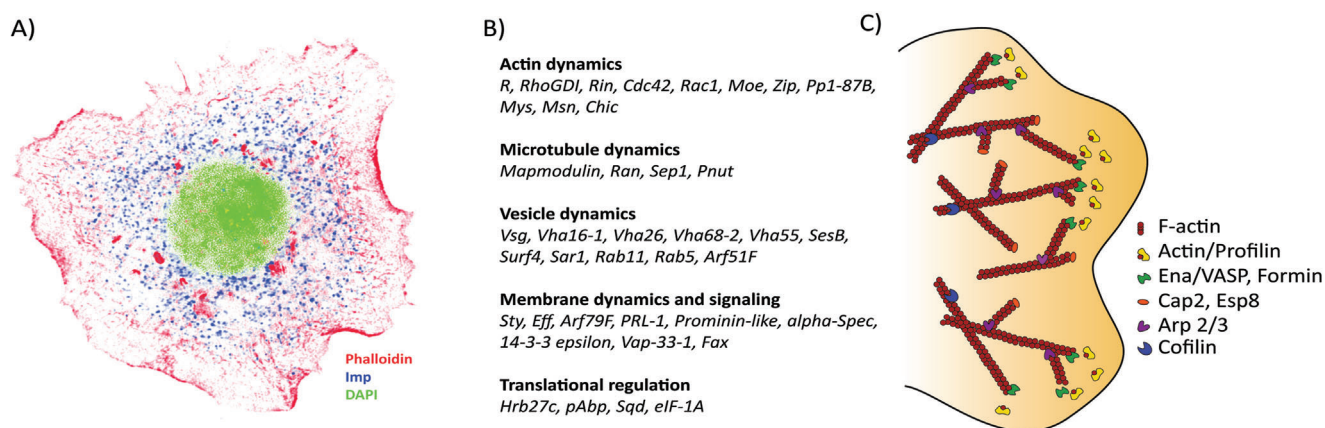 A)
Phalloidin
Imp
DAPI
B)
Actin dynamics
R, RhoGDI, Rin, Cdc42, Rac1, Moe, Zip, Pp1-87B,
Mys, Msn, Chic
Microtubule dynamics
Mapmodulin, Ran, Sep1, Pnut
Vesicle dynamics
Vsg, Vha16-1, Vha26, Vha68-2, Vha55, SesB,
Surf4, Sar1, Rab11, Rab5, Arf51F
Membrane dynamics and signaling
Sty, Eff, Arf79F, PRL-1, Prominin-like, alpha-Spec,
14-3-3 epsilon, Vap-33-1, Fax
Translational regulation
Hrb27c, pAbp, Sqd, eIF-1A
C)
F-actin
Actin/Profilin
Ena/VASP, Formin
Cap2, Esp8
Arp 2/3
Cofilin